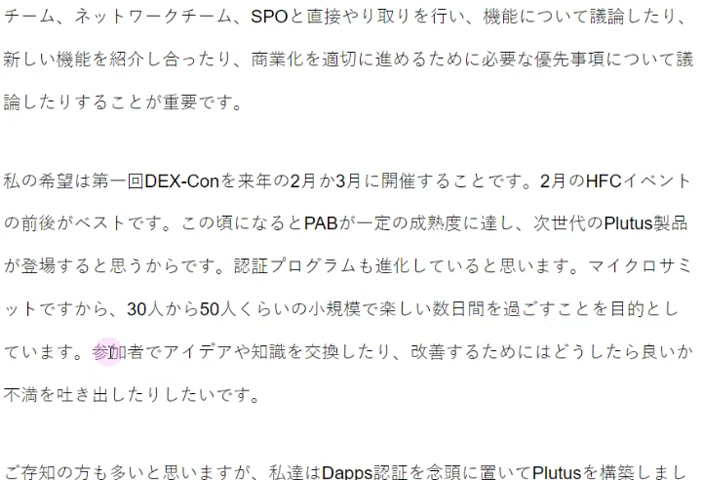 チーム、ネットワークチーム、SPOと直接やり取りを行い、機能について議論したり、
新しい機能を紹介し合ったり、商業化を適切に進めるために必要な優先事項について議
論したりすることが重要です。
私の希望は第一回DEX-Conを来年の2月か3月に開催することです。2月のHFCイベント
の前後がベストです。この頃になるとPABが一定の成熟度に達し、次世代のPlutus製品
が登場すると思うからです。認証プログラムも進化していると思います。マイクロサミ
ットですから、30人から50人くらいの小規模で楽しい数日間を過ごすことを目的とし
ています。参加者でアイデアや知識を交換したり、改善するためにはどうしたら良いか
不満を吐き出したりしたいです。
ご存知の方も多いと思いますが、私達はDapps認証を念頭に置いてPlutusを構築しまし